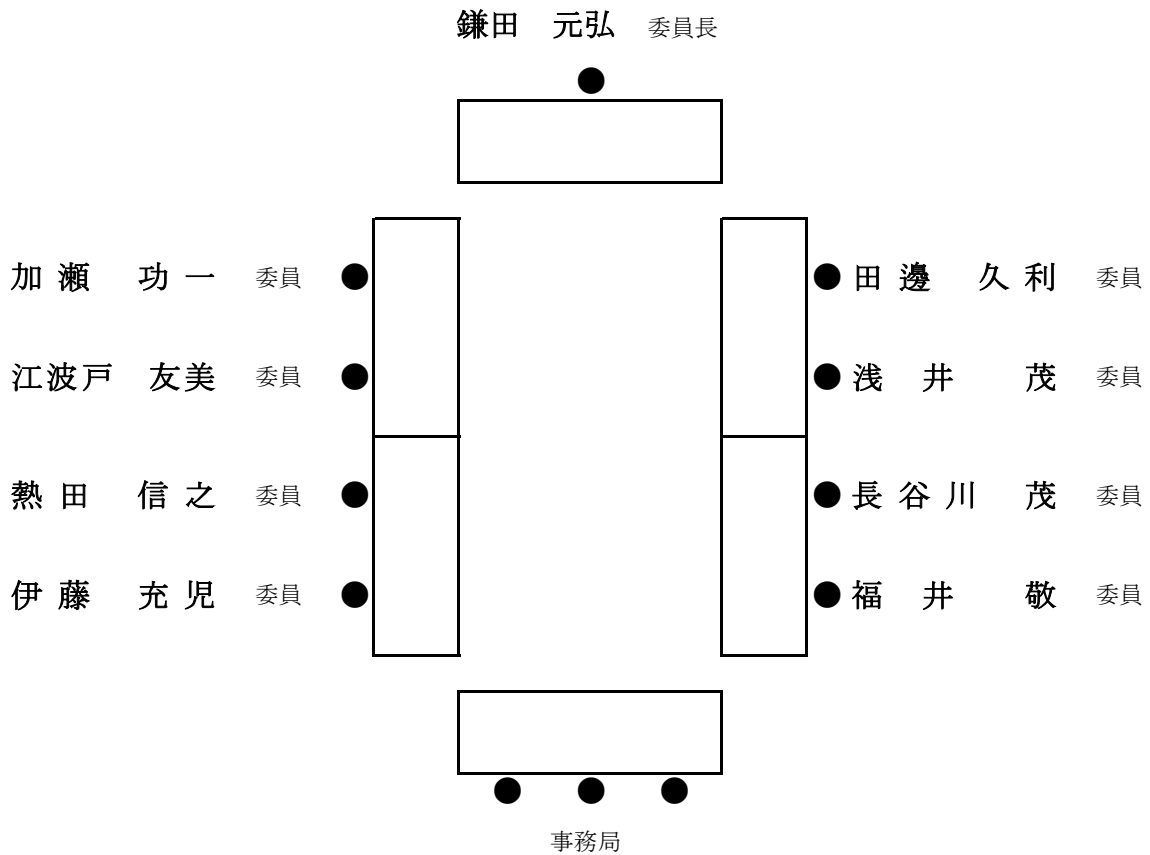 鎌田　元弘　委員長
加瀬　功一　委員　田邊　久利　委員
江波戸　友美　委員　浅井　茂　委員
熱田　信之　委員　長谷川　茂　委員
伊藤　充児　委員　福井　敬　委員
事務局